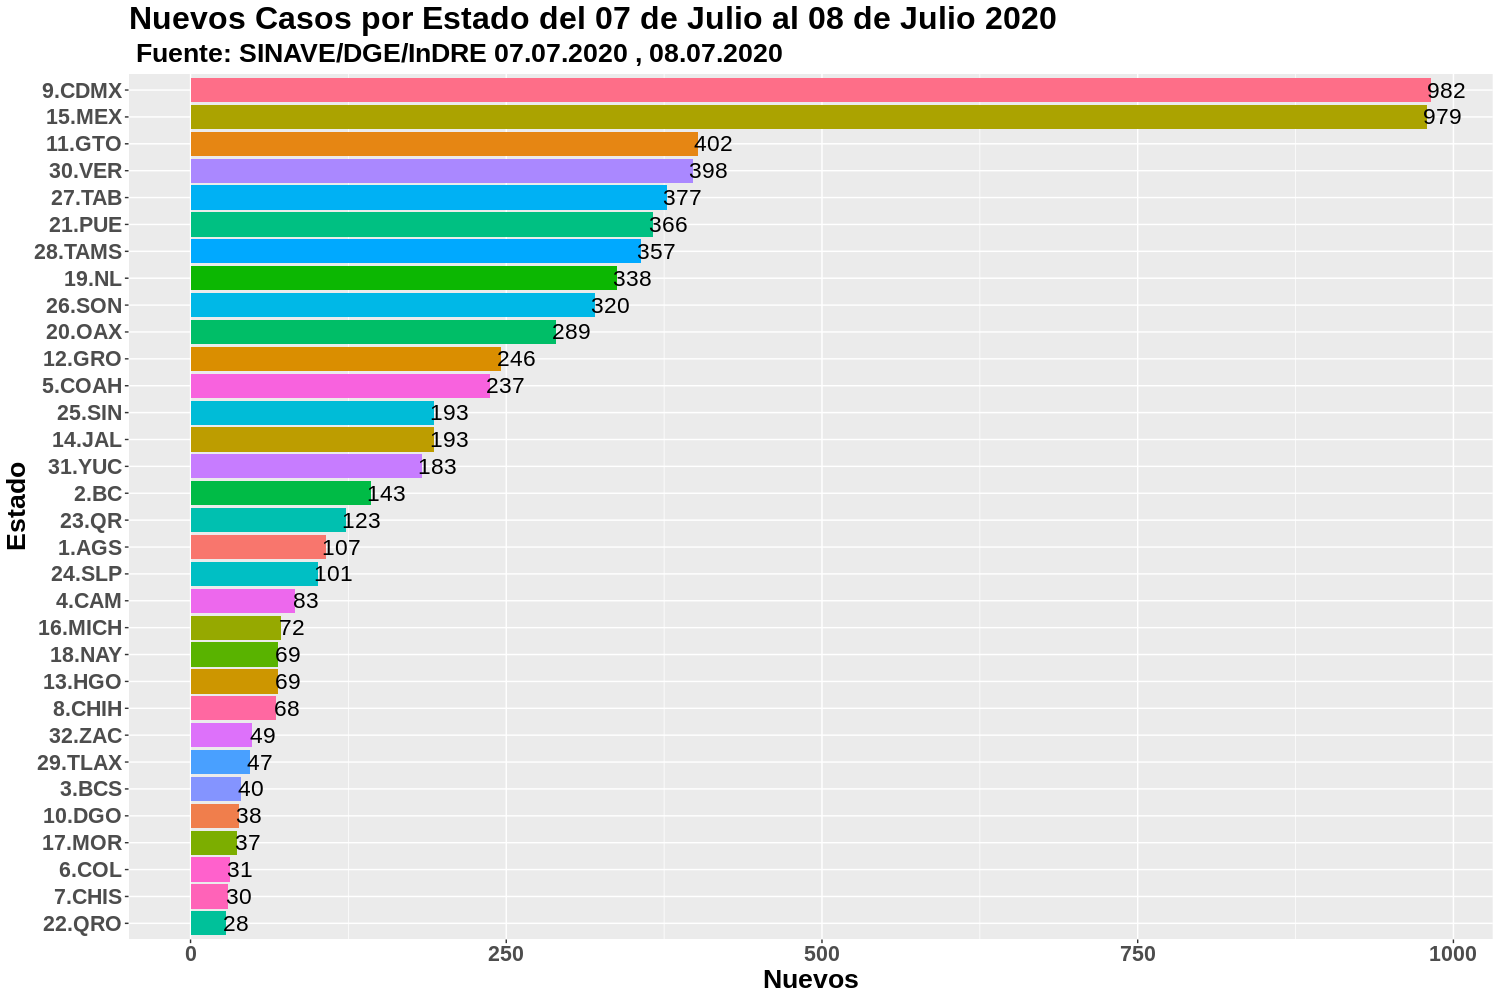 Nuevos Casos por Estado del 07 de Julio al 08 de Julio 2020
Fuente: SINAVE/DGE/InDRE 07.07.2020 , 08.07.2020
Estado
9.CDMX 982
15.MEX 979
11.GTO 402
30.VER 398
27.TAB 377
21.PUE 366
28.TAMS 357
19.NL 338
26.SON 320
20.OAX 289
12.GRO 246
5.COAH 237
25.SIN 193
14.JAL 193
31.YUC 183
2.BC 143
23.QR 123
1.AGS 107
24.SLP 101
4.CAM 83
16.MICH 72
18.NAY 69
13.HGO 69
8.CHIH 68
32.ZAC 49
29.TLAX 47
3.BCS 40
10.DGO 38
17.MOR 37
6.COL 31
7.CHIS 30
22.QRO 28
0 250 500 750 1000
Nuevos